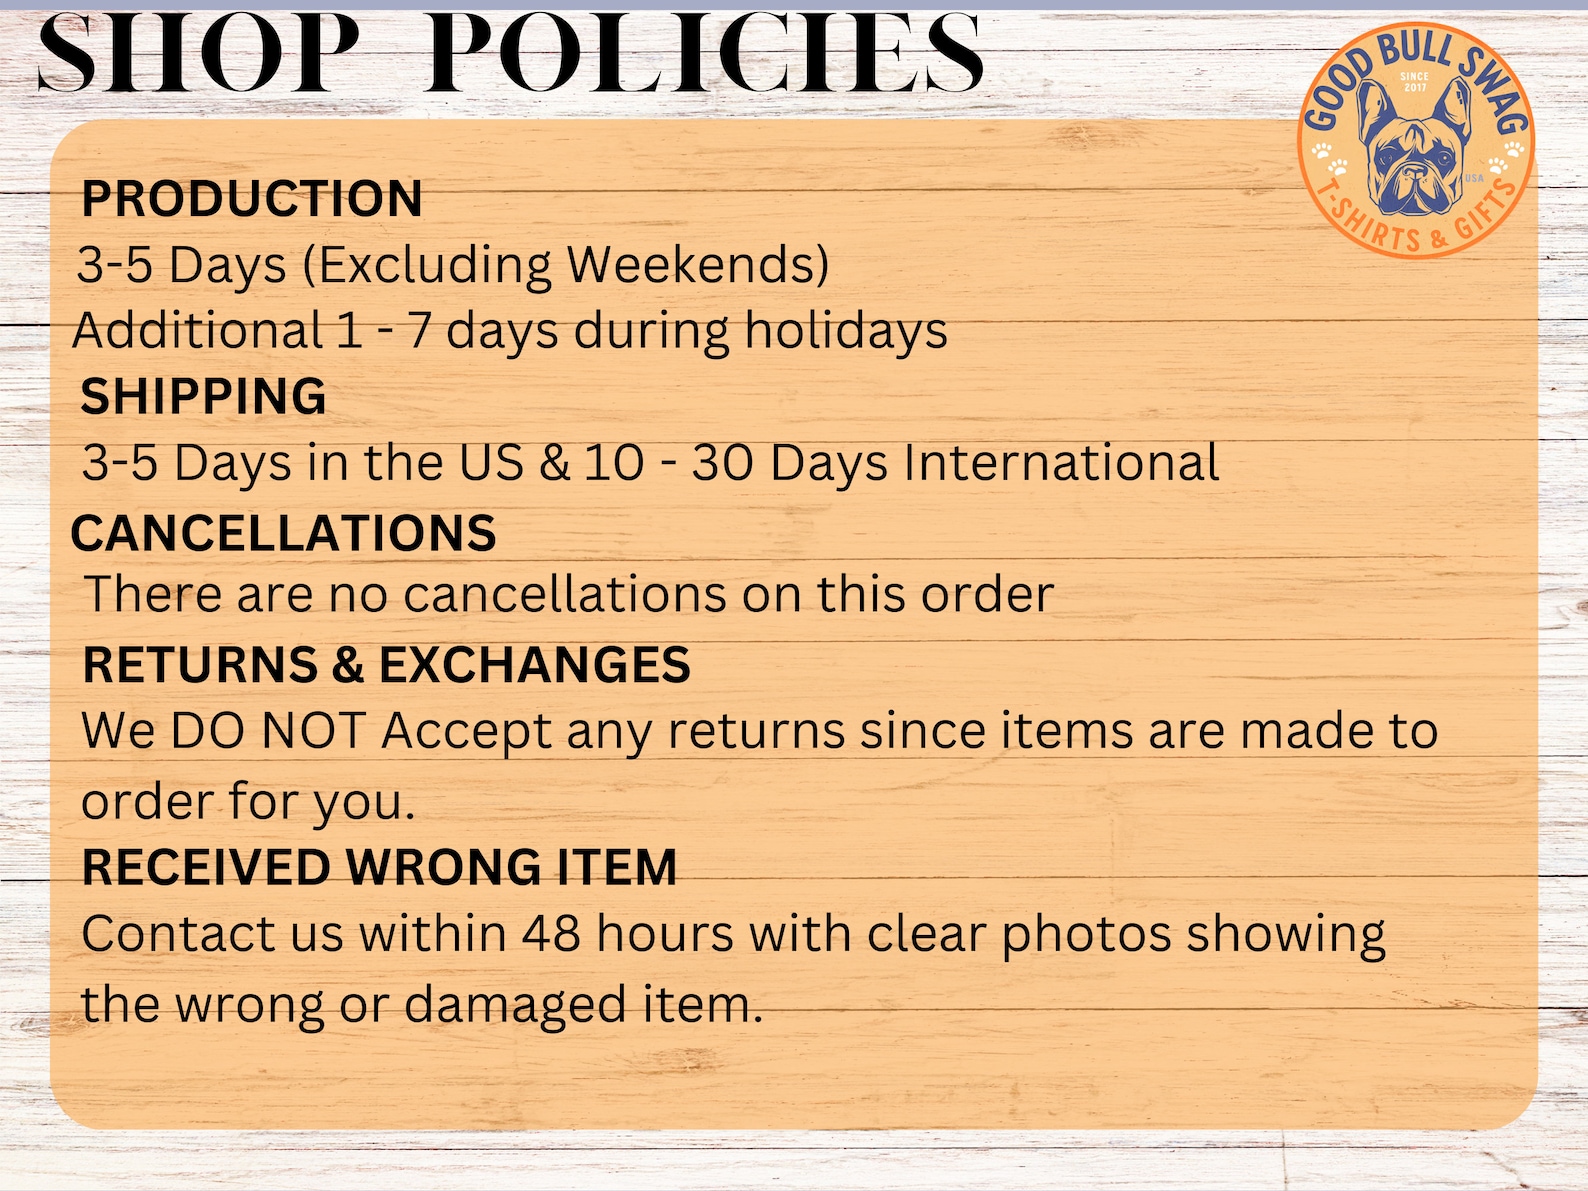 SHOP POLICIES
GOOD BULL SWAG
SINCE
2017
USA
T-SHIRTS & GIFTS
PRODUCTION
3-5 Days (Excluding Weekends)
Additional 1 - 7 days during holidays
SHIPPING
3-5 Days in the US & 10 - 30 Days International
CANCELLATIONS
There are no cancellations on this order
RETURNS & EXCHANGES
We DO NOT Accept any returns since items are made to
order for you.
RECEIVED WRONG ITEM
Contact us within 48 hours with clear photos showing
the wrong or damaged item.